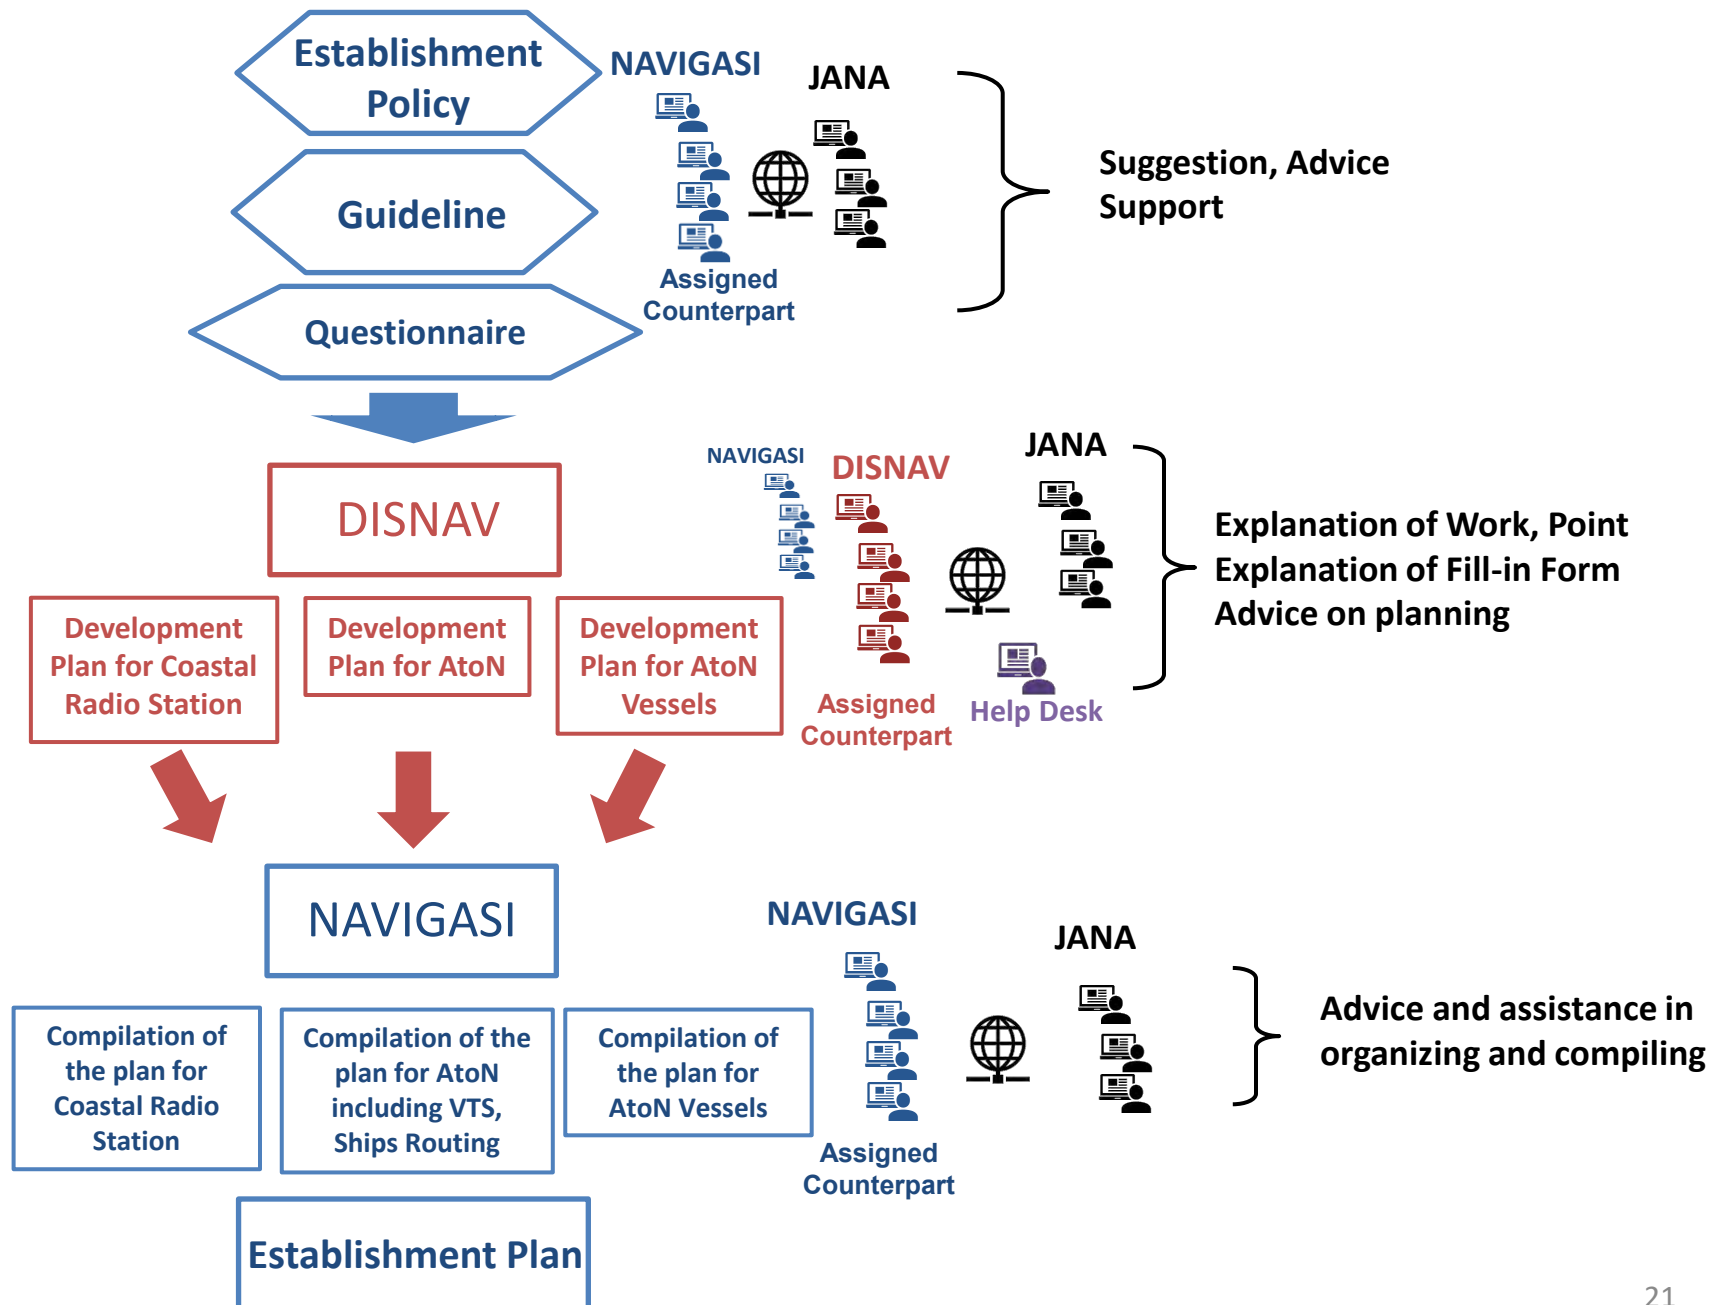 Establishment
Policy
NAVIGASI
JANA
Guideline
Suggestion, Advice
Support
Assigned
Counterpart
Questionnaire
DISNAV
NAVIGASI
DISNAV
JANA
Explanation of Work, Point
Explanation of Fill-in Form
Advice on planning
Development
Plan for Coastal
Radio Station
Development
Plan for AtoN
Development
Plan for AtoN
Vessels
Assigned
Counterpart
Help Desk
NAVIGASI
NAVIGASI
JANA
Advice and assistance in
organizing and compiling
Compilation of
the plan for
Coastal Radio
Station
Compilation of the
plan for AtoN
including VTS,
Ships Routing
Compilation of
the plan for
AtoN Vessels
Assigned
Counterpart
Establishment Plan
21